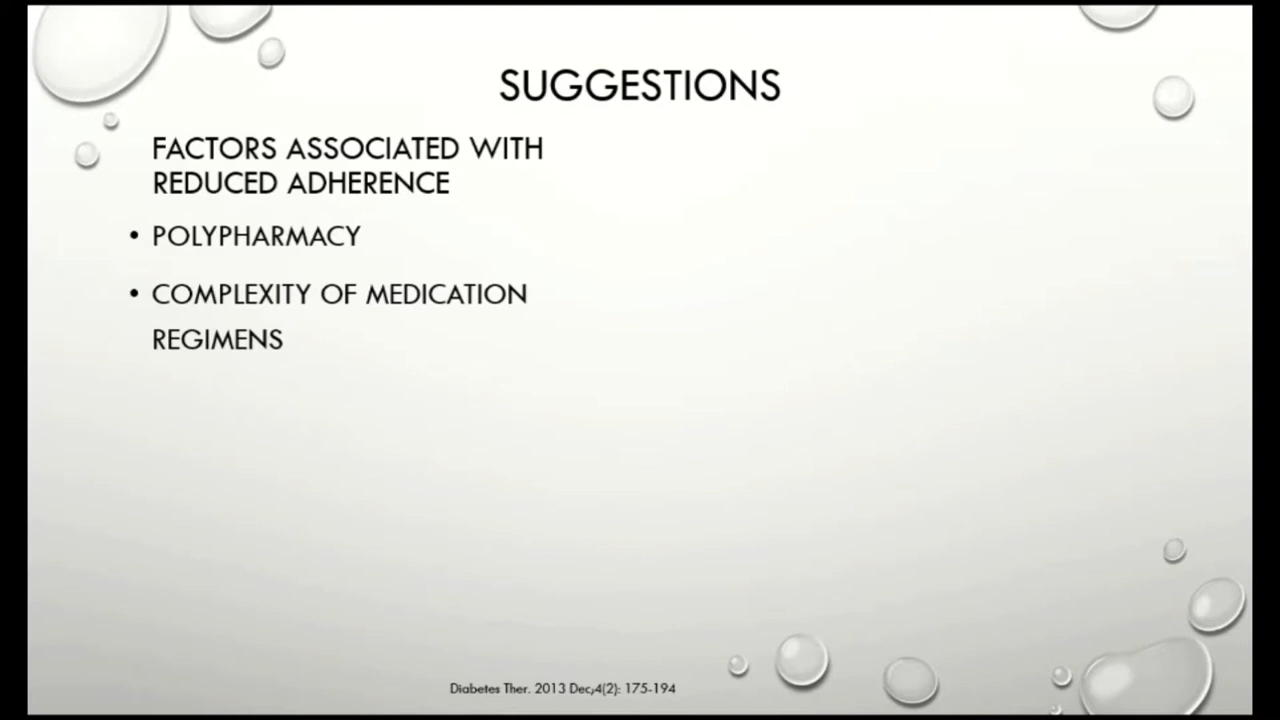 SUGGESTIONS
FACTORS ASSOCIATED WITH
REDUCED ADHERENCE
• POLYPHARMACY
• COMPLEXITY OF MEDICATION
REGIMENS
Diabetes Ther. 2013 Dec;4(2): 175-194